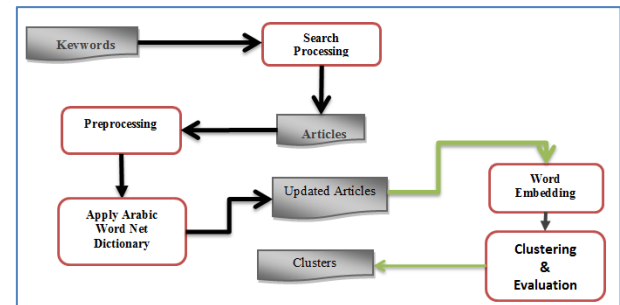 Keywords
Search
Processing
Articles
Preprocessing
Apply Arabic
Word Net
Dictionary
Updated Articles
Word
Embedding
Clustering
&
Evaluation
Clusters